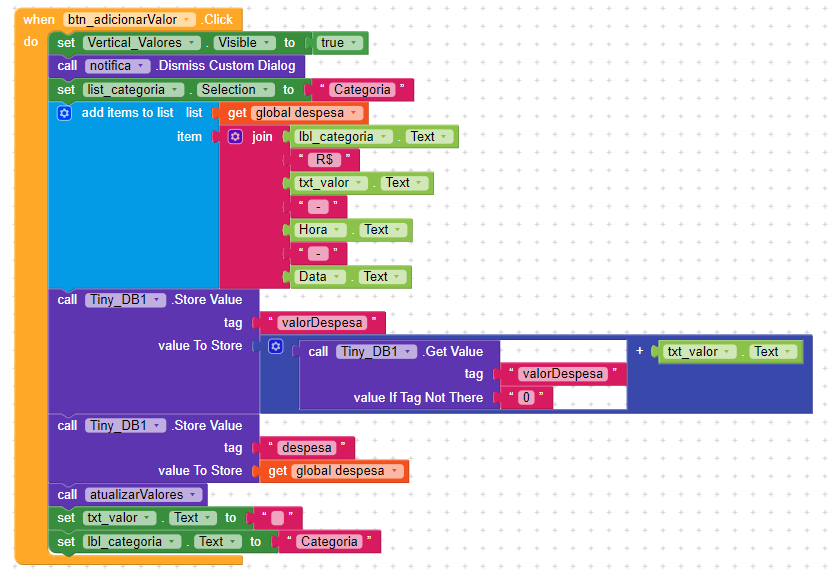 when btn_adicionarValor .Click
do set Vertical_Valores . Visible to true
call notifica .Dismiss Custom Dialog
set list_categoria . Selection to “ Categoria ”
add items to list list get global despesa
item join lbl_categoria . Text
“ R$ ”
txt_valor . Text
“ - ”
Hora . Text
“ - ”
Data . Text
call Tiny_DB1 .Store Value
tag “ valorDespesa ”
value To Store call Tiny_DB1 .Get Value + txt_valor . Text
tag “ valorDespesa ”
value If Tag Not There “ 0 ”
call Tiny_DB1 .Store Value
tag “ despesa ”
value To Store get global despesa
call atualizarValores
set txt_valor . Text to “ ”
set lbl_categoria . Text to “ Categoria ”